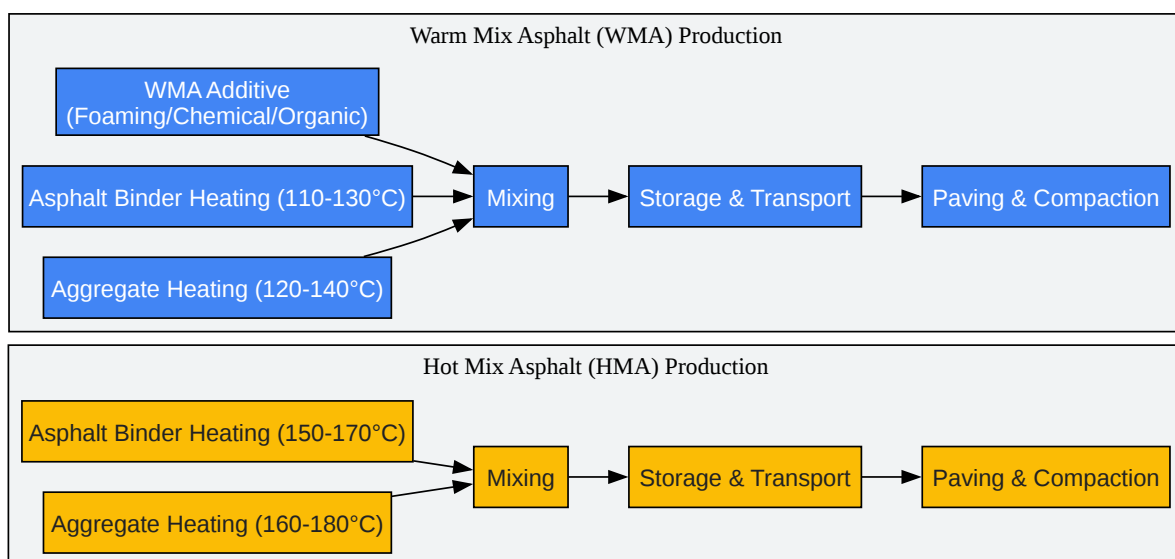 Warm Mix Asphalt (WMA) Production
WMA Additive
(Foaming/Chemical/Organic)
Asphalt Binder Heating (110-130°C)
Mixing
Storage & Transport
Paving & Compaction
Aggregate Heating (120-140°C)
Hot Mix Asphalt (HMA) Production
Asphalt Binder Heating (150-170°C)
Mixing
Storage & Transport
Paving & Compaction
Aggregate Heating (160-180°C)